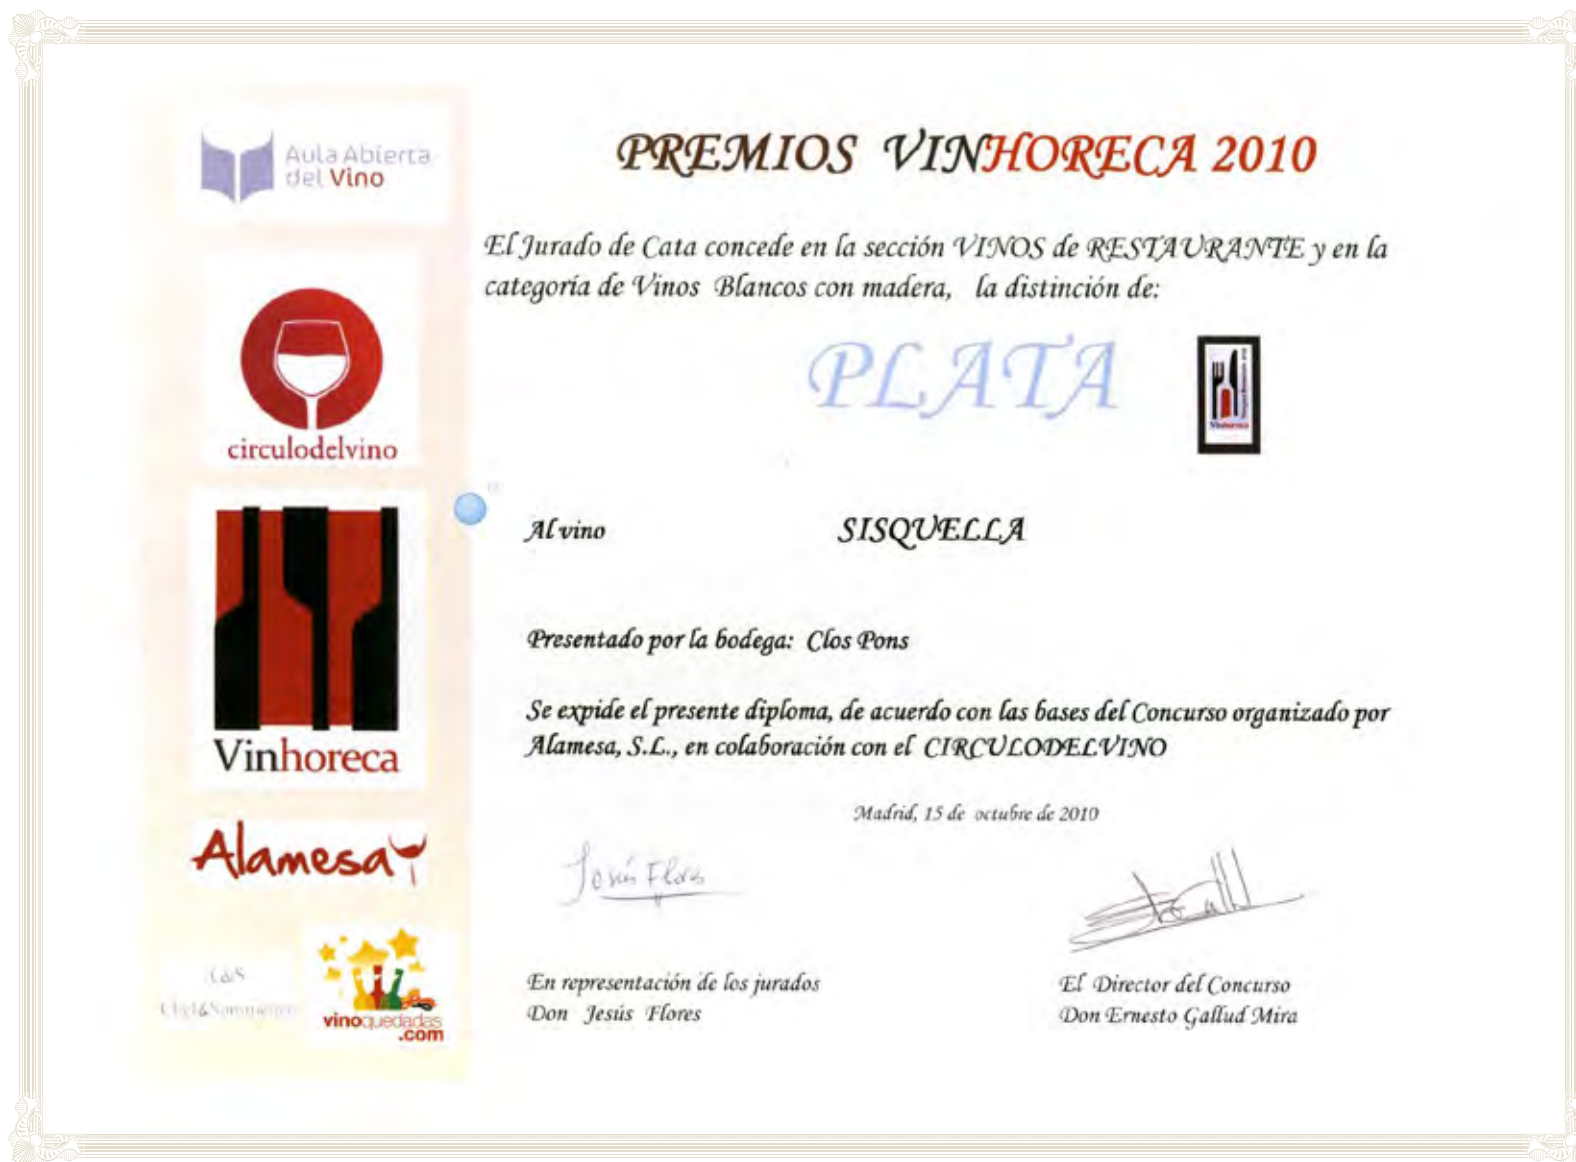 Aula Abierta
del Vino
circulodelvino
Vinhoreca
Alamesa
C&S
vinoquedadas
.com
PREMIOS VINHORECA 2010
El Jurado de Cata concede en la sección VINOS de RESTAURANTE y en la
categoría de Vinos Blancos con madera, la distinción de:
PLATA
Vinhoreca
Al vino SISQUELLA
Presentado por la bodega: Clos Pons
Se expide el presente diploma, de acuerdo con las bases del Concurso organizado por
Alamesa, S.L., en colaboración con el CIRCULODELVINO
Madrid, 15 de octubre de 2010
Jesús Flores
En representación de los jurados
Don Jesús Flores
El Director del Concurso
Don Ernesto Gallud Mira